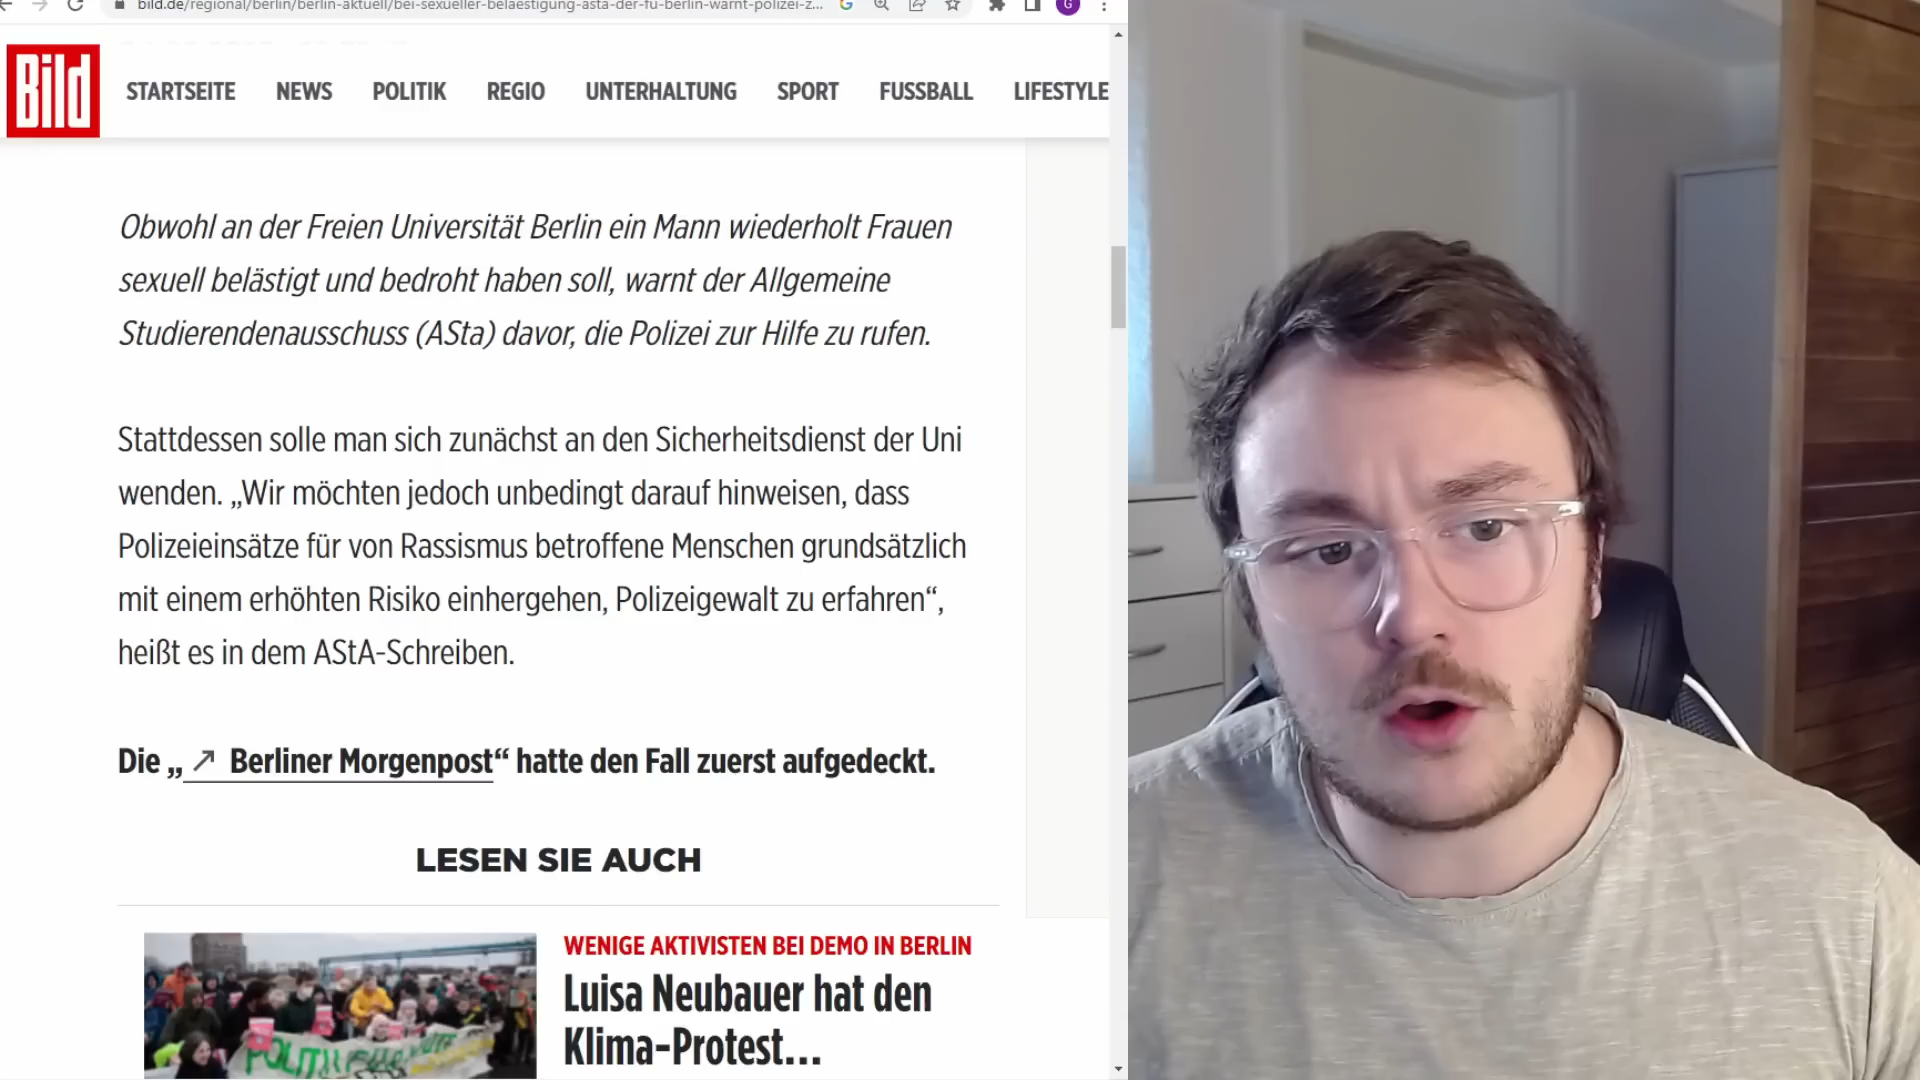 bild.de/regional/berlin/berlin-aktuell/bei-sexueller-belaestigung-asta-der-fu-berlin-warnt-polizei-z...
G
Bild
STARTSEITE NEWS POLITIK REGIO UNTERHALTUNG SPORT FUSSBALL LIFESTYLE
Obwohl an der Freien Universität Berlin ein Mann wiederholt Frauen
sexuell belästigt und bedroht haben soll, warnt der Allgemeine
Studierendenausschuss (ASta) davor, die Polizei zur Hilfe zu rufen.
Stattdessen solle man sich zunächst an den Sicherheitsdienst der Uni
wenden. „Wir möchten jedoch unbedingt darauf hinweisen, dass
Polizeieinsätze für von Rassismus betroffene Menschen grundsätzlich
mit einem erhöhten Risiko einhergehen, Polizeigewalt zu erfahren“,
heißt es in dem AStA-Schreiben.
Die „↗ Berliner Morgenpost“ hatte den Fall zuerst aufgedeckt.
LESEN SIE AUCH
WENIGE AKTIVISTEN BEI DEMO IN BERLIN
Luisa Neubauer hat den
Klima-Protest...